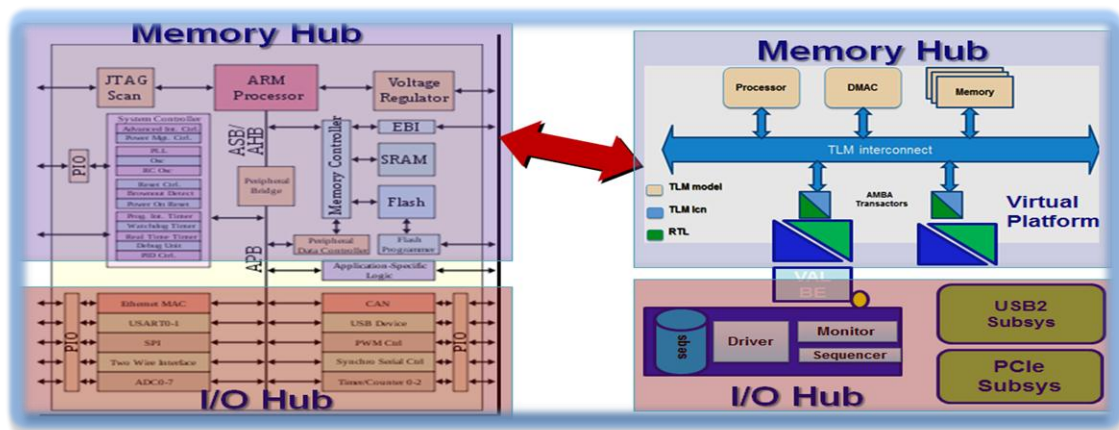 Memory Hub
JTAG
Scan
ARM
Processor
Voltage
Regulator
System Controller
Advanced Int. Ctrl.
Power Mgt. Ctrl.
PLL
Osc
RC Osc
Reset Ctrl.
Brownout Detect
Power On Reset
Prog. Int. Timer
Watchdog Timer
Real Time Timer
Debug Unit
PID Ctrl.
PIO
ASB/
AHB
Peripheral
Bridge
APB
Memory Controller
EBI
SRAM
Flash
Peripheral
Data Controller
Flash
Programmer
Application-Specific
Logic
PIO
Ethernet MAC
USART0-1
SPI
Two Wire Interface
ADC0-7
CAN
USB Device
PWM Ctrl
Synchro Serial Ctrl
Timer/Counter 0-2
PIO
I/O Hub
Memory Hub
Processor
DMAC
Memory
TLM interconnect
TLM model
TLM Icn
RTL
AMBA
Transactors
Virtual
Platform
VAL
BE
sqes
Driver
Monitor
Sequencer
USB2
Subsys
PCIe
Subsys
I/O Hub